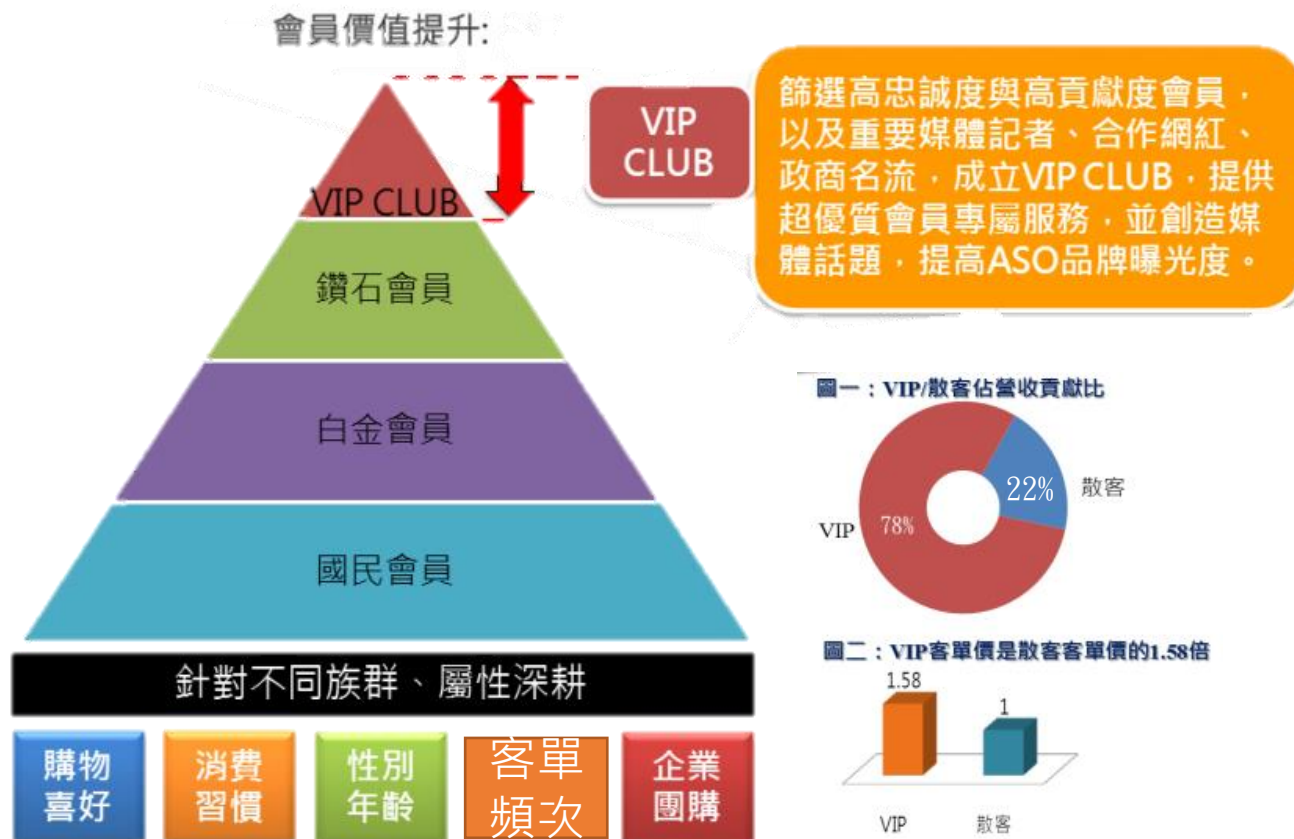 會員價值提升:
VIP CLUB
鑽石會員
白金會員
國民會員
針對不同族群、屬性深耕
購物
喜好
消費
習慣
性別
年齡
客單
頻次
企業
團購
VIP
CLUB
篩選高忠誠度與高貢獻度會員，
以及重要媒體記者、合作網紅、
政商名流，成立VIP CLUB，提供
超優質會員專屬服務，並創造媒
體話題，提高ASO品牌曝光度。
圖一：VIP/散客佔營收貢獻比
22%
散客
VIP
78%
圖二：VIP客單價是散客客單價的1.58倍
1.58
1
VIP
散客